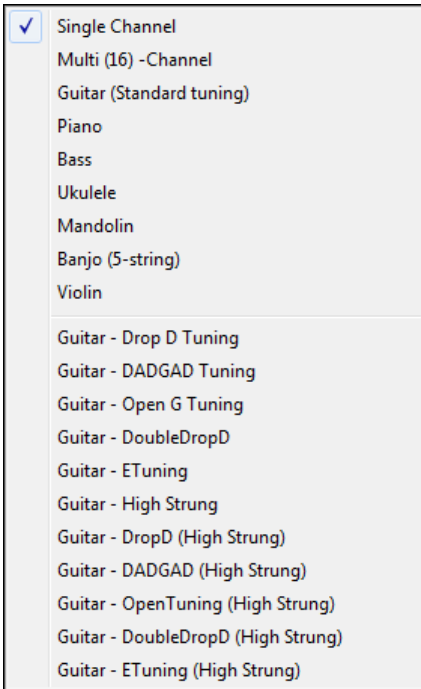 Single Channel
Multi (16) -Channel
Guitar (Standard tuning)
Piano
Bass
Ukulele
Mandolin
Banjo (5-string)
Violin
Guitar - Drop D Tuning
Guitar - DADGAD Tuning
Guitar - Open G Tuning
Guitar - DoubleDropD
Guitar - ETuning
Guitar - High Strung
Guitar - DropD (High Strung)
Guitar - DADGAD (High Strung)
Guitar - OpenTuning (High Strung)
Guitar - DoubleDropD (High Strung)
Guitar - ETuning (High Strung)